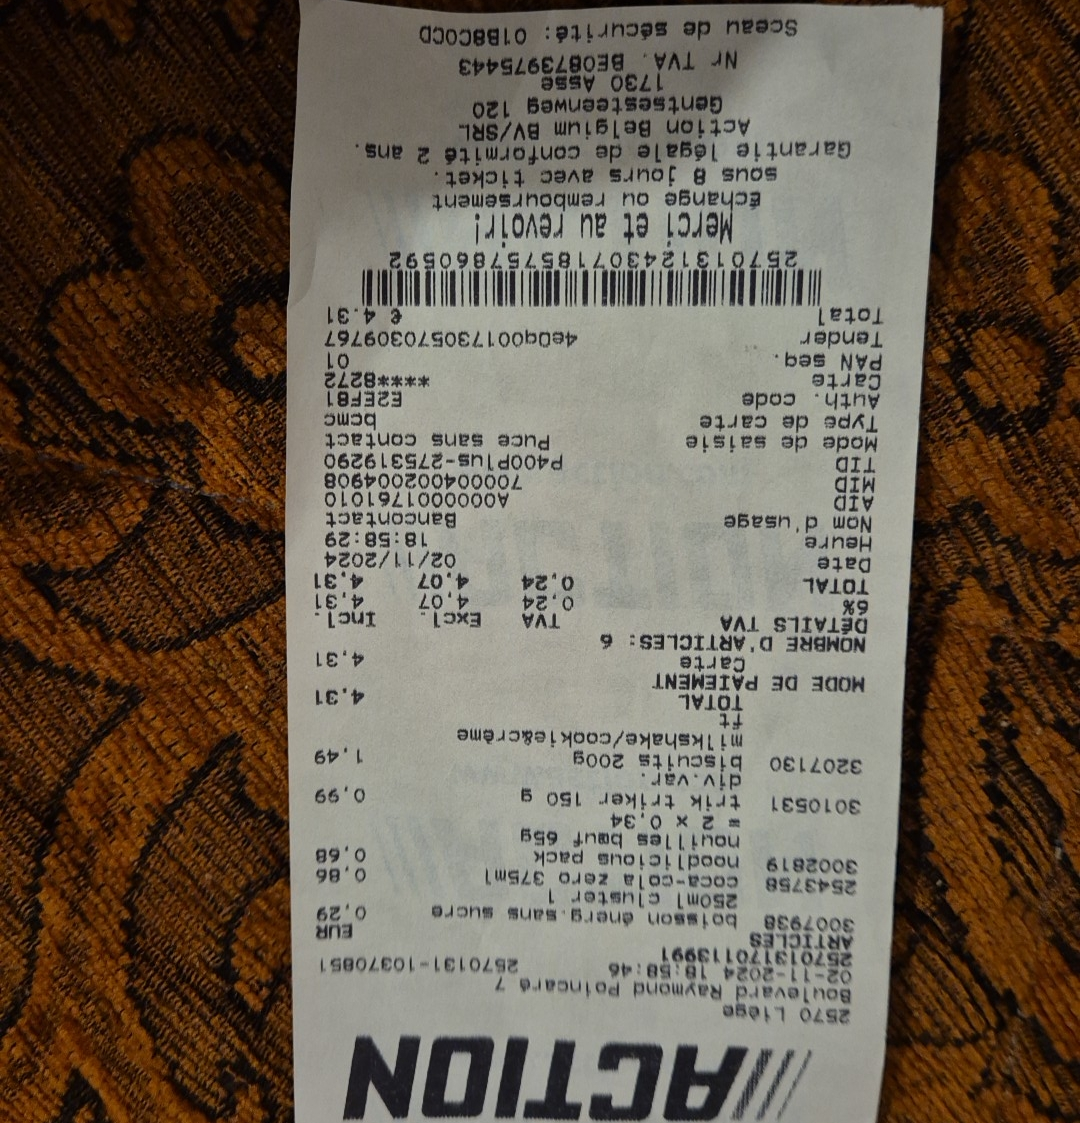 ACTION
2570 Liège
Boulevard Raymond Poincaré 7
02-11-2024 18:58:46 2570131-10370851
2570131701139​91
ARTICLES EUR
3007938 boisson énerg.sans sucre 0,29
250ml cluster 1
2543758 coca-cola zero 375ml 0,86
3002819 noodlicious pack 0,68
nouilles bœuf 65g
= 2 x 0,34
3010531 trik triker 150 g 0,99
div.var.
3207130 biscuits 200g 1,49
milkshake/cookie&crème
ft
TOTAL 4,31
MODE DE PAIEMENT
Carte 4,31
NOMBRE D'ARTICLES: 6
DÉTAILS TVA TVA Excl. Incl.
6% 0,24 4,07 4,31
TOTAL 0,24 4,07 4,31
Date 02/11/2024
Heure 18:58:29
Nom d'usage Bancontact
AID A0000001761010
MID 700004002004908
TID P400Plus-275319290
Mode de saisie Puce sans contact
Type de carte bcmc
Auth. code E2EF81
Carte ****8272
PAN seq. 01
Tender 4e0q001730570309767
Total € 4.31
2570131243071857578605​92
Merci et au revoir!
Échange ou remboursement
sous 8 jours avec ticket.
Garantie légale de conformité 2 ans.
Action Belgium BV/SRL
Gentsesteenweg 120
1730 Asse
Nr TVA. BE0873975443
Sceau de sécurité: 01B8C0CD